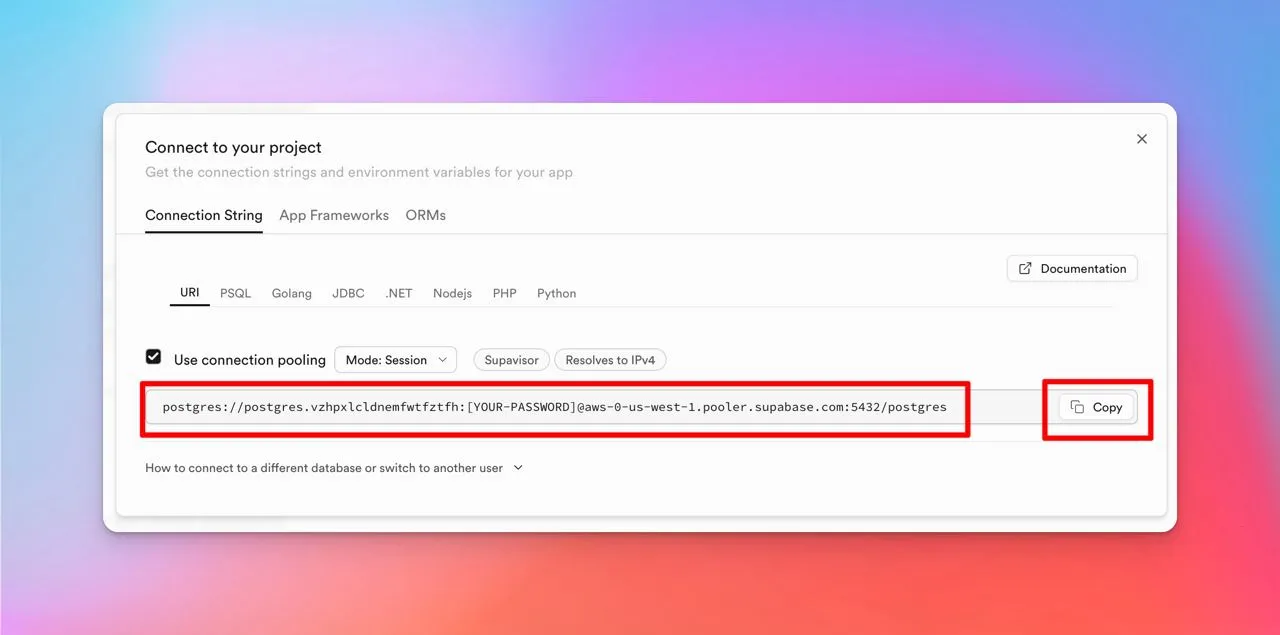 Connect to your project
Get the connection strings and environment variables for your app
Connection String App Frameworks ORMs
Documentation
URI PSQL Golang JDBC .NET Nodejs PHP Python
Use connection pooling Mode: Session Supavisor Resolves to IPv4
postgres://postgres.vzhpxlcldnemfwtfztfh:[YOUR-PASSWORD]@aws-0-us-west-1.pooler.supabase.com:5432/postgres Copy
How to connect to a different database or switch to another user